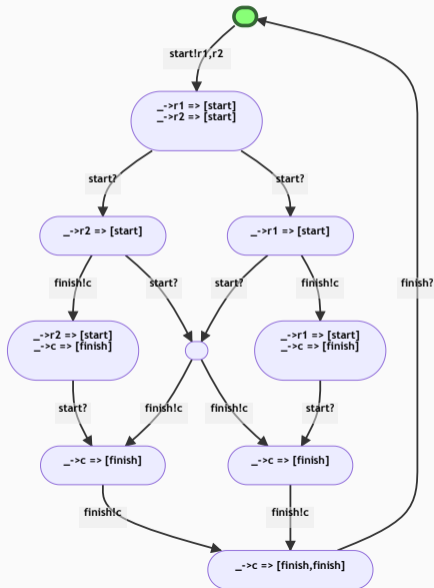 start!r1,r2
_->r1 => [start]
_->r2 => [start]
start?
start?
_->r2 => [start]
_->r1 => [start]
finish!c
start?
start?
finish!c
finish?
_->r2 => [start]
_->c => [finish]
_->r1 => [start]
_->c => [finish]
start?
finish!c
finish!c
start?
_->c => [finish]
_->c => [finish]
finish!c
finish!c
_->c => [finish,finish]